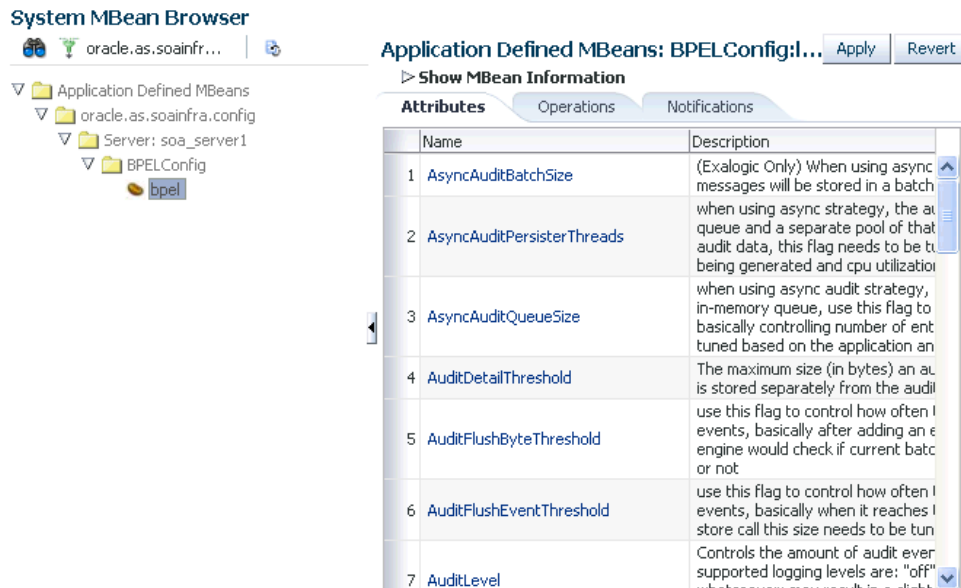 System MBean Browser
oracle.as.soainfr...
Application Defined MBeans
oracle.as.soainfra.config
Server: soa_server1
BPELConfig
bpel
Application Defined MBeans: BPELConfig:l... Apply Revert
Show MBean Information
Attributes Operations Notifications
Name Description
1 AsyncAuditBatchSize (Exalogic Only) When using async
messages will be stored in a batch
when using async strategy, the au
2 AsyncAuditPersisterThreads queue and a separate pool of that
audit data, this flag needs to be tu
being generated and cpu utilization
when using async audit strategy,
3 AsyncAuditQueueSize in-memory queue, use this flag to
basically controlling number of ent
tuned based on the application an
4 AuditDetailThreshold The maximum size (in bytes) an au
is stored separately from the audit
use this flag to control how often
5 AuditFlushByteThreshold events, basically after adding an e
engine would check if current batc
or not
use this flag to control how often
6 AuditFlushEventThreshold events, basically when it reaches
store call this size needs to be tun
Controls the amount of audit even
7 AuditLevel supported logging levels are: "off"